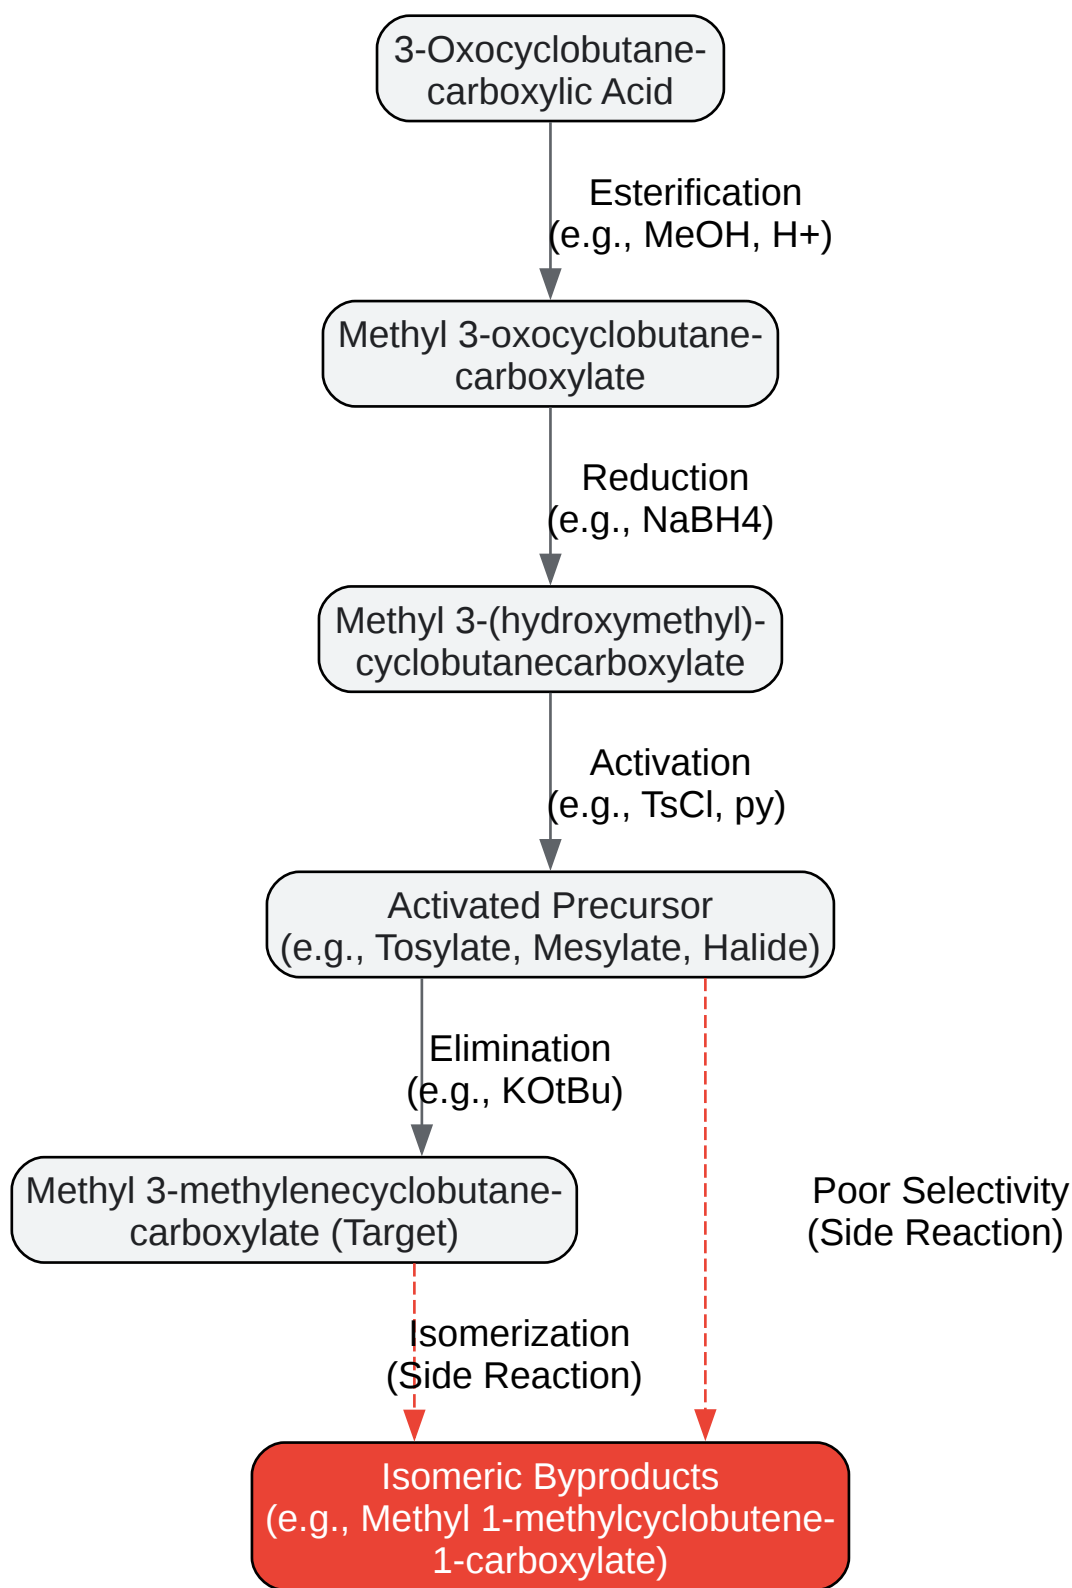 3-Oxocyclobutane-
carboxylic Acid
Esterification
(e.g., MeOH, H+)
Methyl 3-oxocyclobutane-
carboxylate
Reduction
(e.g., NaBH4)
Methyl 3-(hydroxymethyl)-
cyclobutanecarboxylate
Activation
(e.g., TsCl, py)
Activated Precursor
(e.g., Tosylate, Mesylate, Halide)
Elimination
(e.g., KOtBu)
Methyl 3-methylenecyclobutane-
carboxylate (Target)
Poor Selectivity
(Side Reaction)
Isomerization
(Side Reaction)
Isomeric Byproducts
(e.g., Methyl 1-methylcyclobutene-
1-carboxylate)